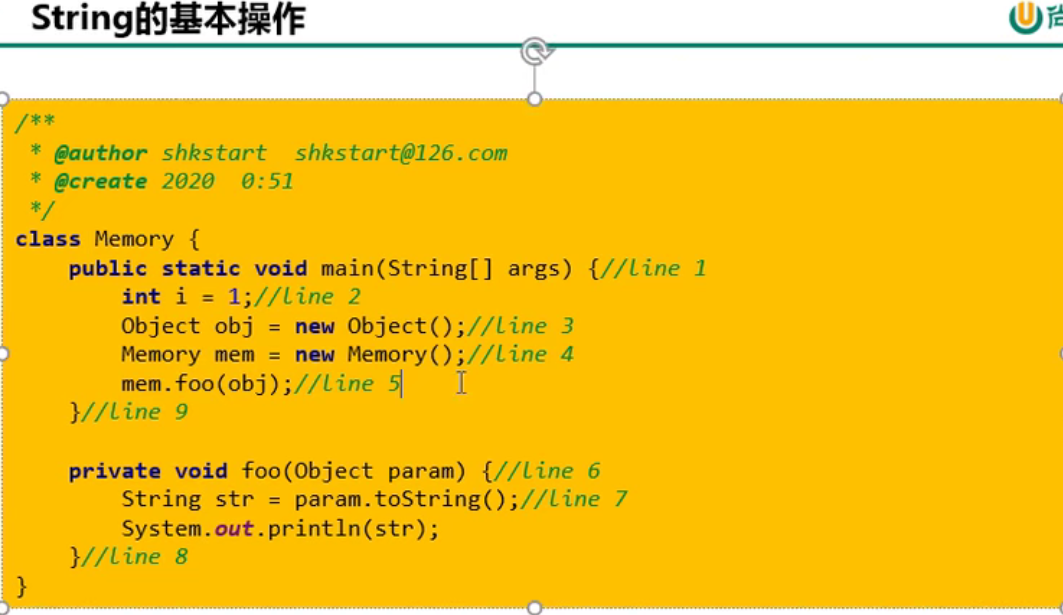 String的基本操作
/**
 * @author shkstart  shkstart@126.com
 * @create 2020  0:51
 */
class Memory {
    public static void main(String[] args) {//line 1
        int i = 1;//line 2
        Object obj = new Object();//line 3
        Memory mem = new Memory();//line 4
        mem.foo(obj);//line 5
    }//line 9
    private void foo(Object param) {//line 6
        String str = param.toString();//line 7
        System.out.println(str);
    }//line 8
}